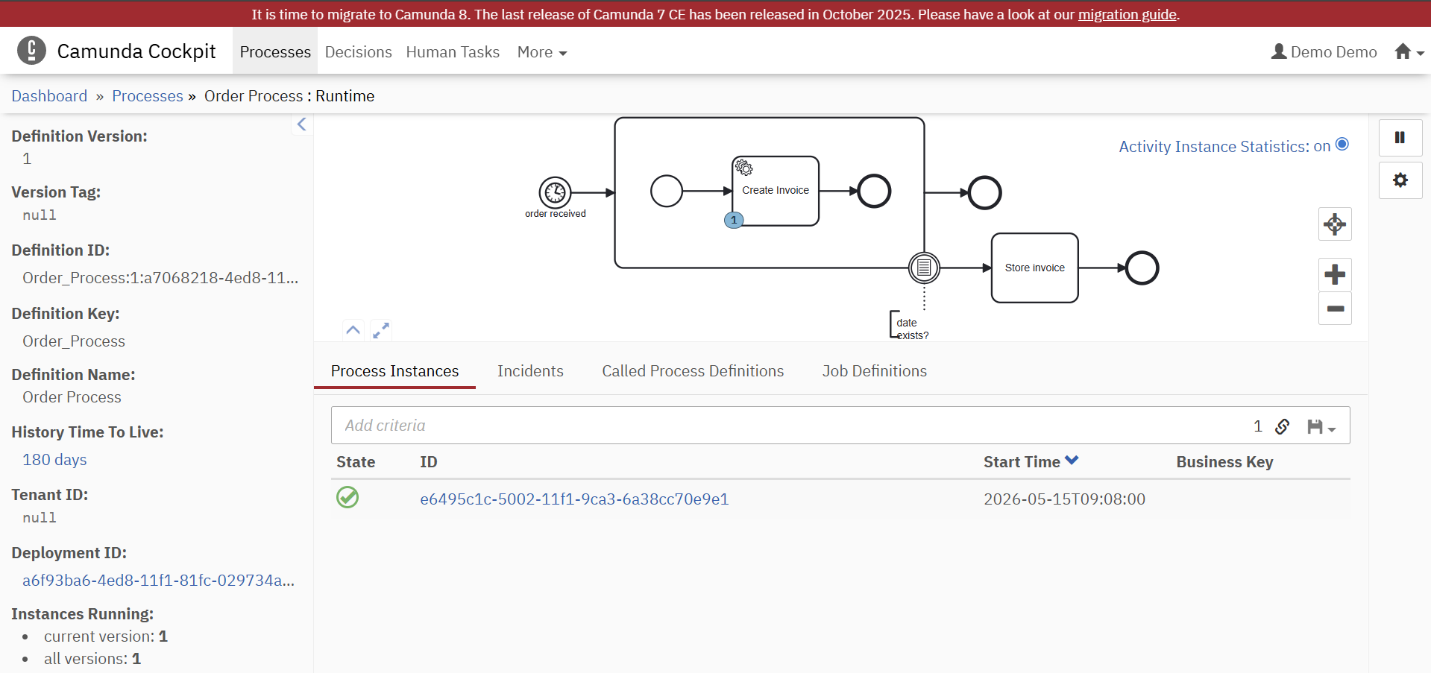 It is time to migrate to Camunda 8. The last release of Camunda 7 CE has been released in October 2025. Please have a look at our migration guide.
Camunda Cockpit Processes Decisions Human Tasks More Demo Demo
Dashboard » Processes » Order Process : Runtime
Definition Version:
1
Version Tag:
null
Definition ID:
Order_Process:1:a7068218-4ed8-11...
Definition Key:
Order_Process
Definition Name:
Order Process
History Time To Live:
180 days
Tenant ID:
null
Deployment ID:
a6f93ba6-4ed8-11f1-81fc-029734a...
Instances Running:
• current version: 1
• all versions: 1
Activity Instance Statistics: on
order received
Create Invoice
1
Store invoice
date
exists?
Process Instances Incidents Called Process Definitions Job Definitions
Add criteria 1
State ID Start Time Business Key
e6495c1c-5002-11f1-9ca3-6a38cc70e9e1 2026-05-15T09:08:00